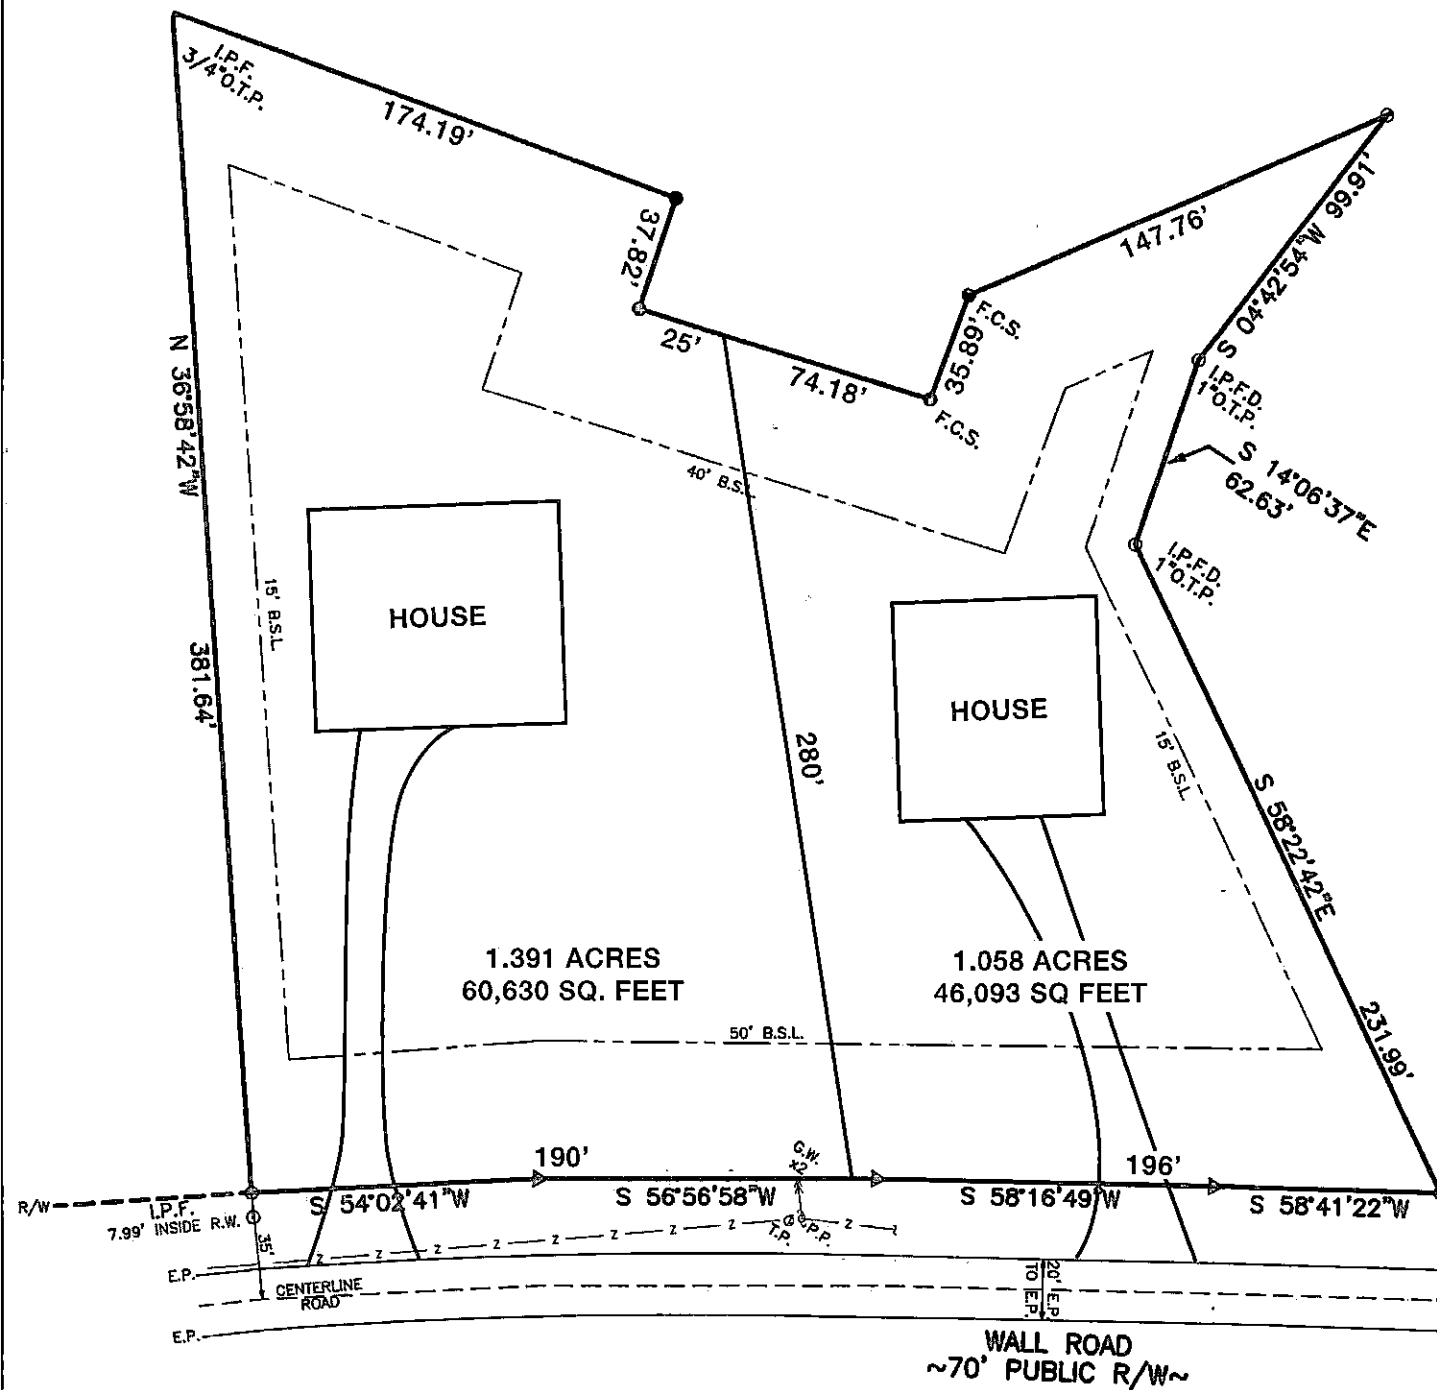 I.P.F.
3/4"O.T.P.
174.19'
37.82'
25'
74.18'
35.89'
F.C.S.
F.C.S.
147.76'
S 04°42'54"W 99.91'
I.P.F.D.
1"O.T.P.
S 14°06'37"E
62.63'
I.P.F.D.
1"O.T.P.
N 36°58'42"W
381.64'
40' B.S.L.
15' B.S.L.
HOUSE
HOUSE
280'
15' B.S.L.
S 58°22'42"E
231.99'
1.391 ACRES
60,630 SQ. FEET
1.058 ACRES
46,093 SQ FEET
50' B.S.L.
190'
G.W.
x2
196'
R/W
I.P.F.
7.99' INSIDE R.W.
S 54°02'41"W
S 56°56'58"W
S 58°16'49"W
S 58°41'22"W
T.P.
P.P.
z z z z z z z z z z
35'
E.P.
CENTERLINE
ROAD
E.P.
20' E.P.
TO E.P.
WALL ROAD
~70' PUBLIC R/W~